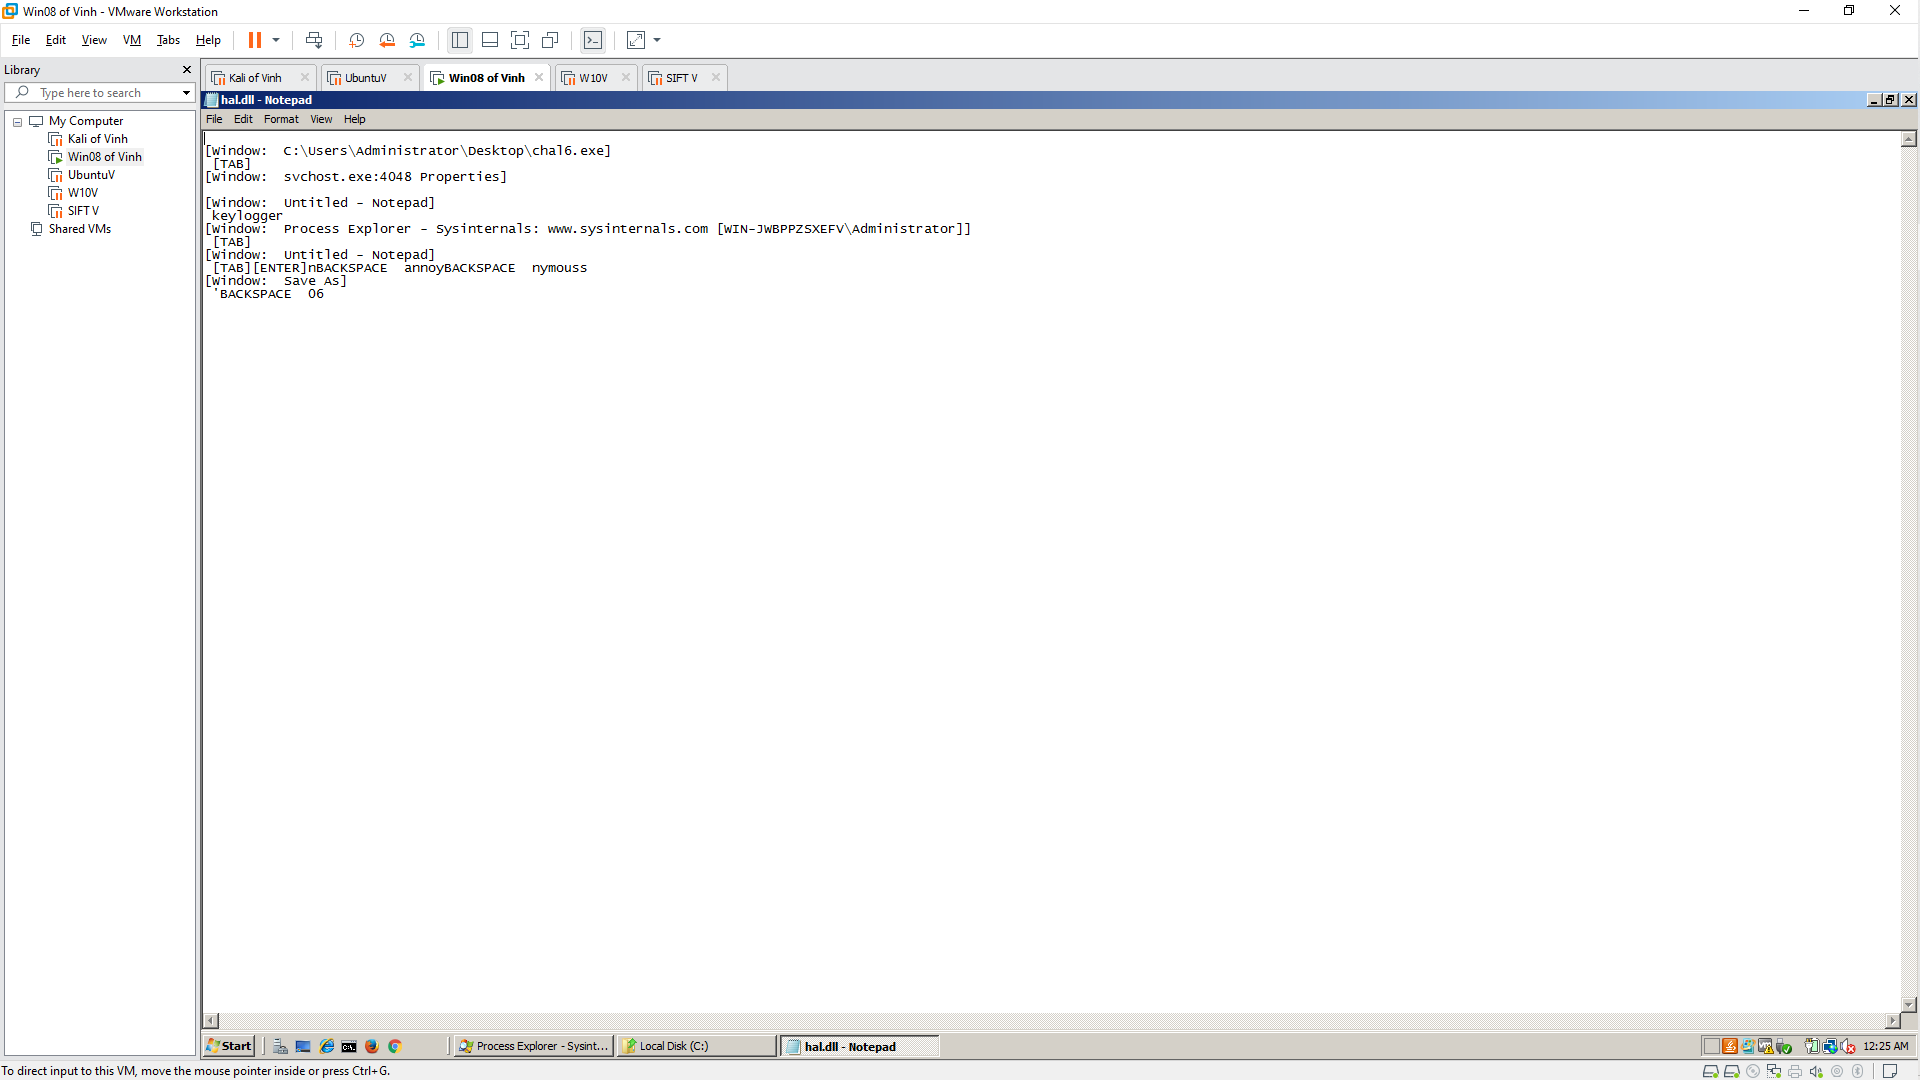 Win08 of Vinh - VMware Workstation
File Edit View VM Tabs Help
Library
Type here to search
My Computer
Kali of Vinh
Win08 of Vinh
UbuntuV
W10V
SIFT V
Shared VMs
Kali of Vinh UbuntuV Win08 of Vinh W10V SIFT V
hal.dll - Notepad
File Edit Format View Help
[Window:  C:\Users\Administrator\Desktop\chal6.exe]
[TAB]
[Window:  svchost.exe:4048 Properties]
[Window:  Untitled - Notepad]
keylogger
[Window:  Process Explorer - Sysinternals: www.sysinternals.com [WIN-JWBPPZSXEFV\Administrator]]
[TAB]
[Window:  Untitled - Notepad]
[TAB][ENTER]nBACKSPACE  annoyBACKSPACE  nymouss
[Window:  Save As]
'BACKSPACE  06
Start Process Explorer - Sysint... Local Disk (C:) hal.dll - Notepad 12:25 AM
To direct input to this VM, move the mouse pointer inside or press Ctrl+G.